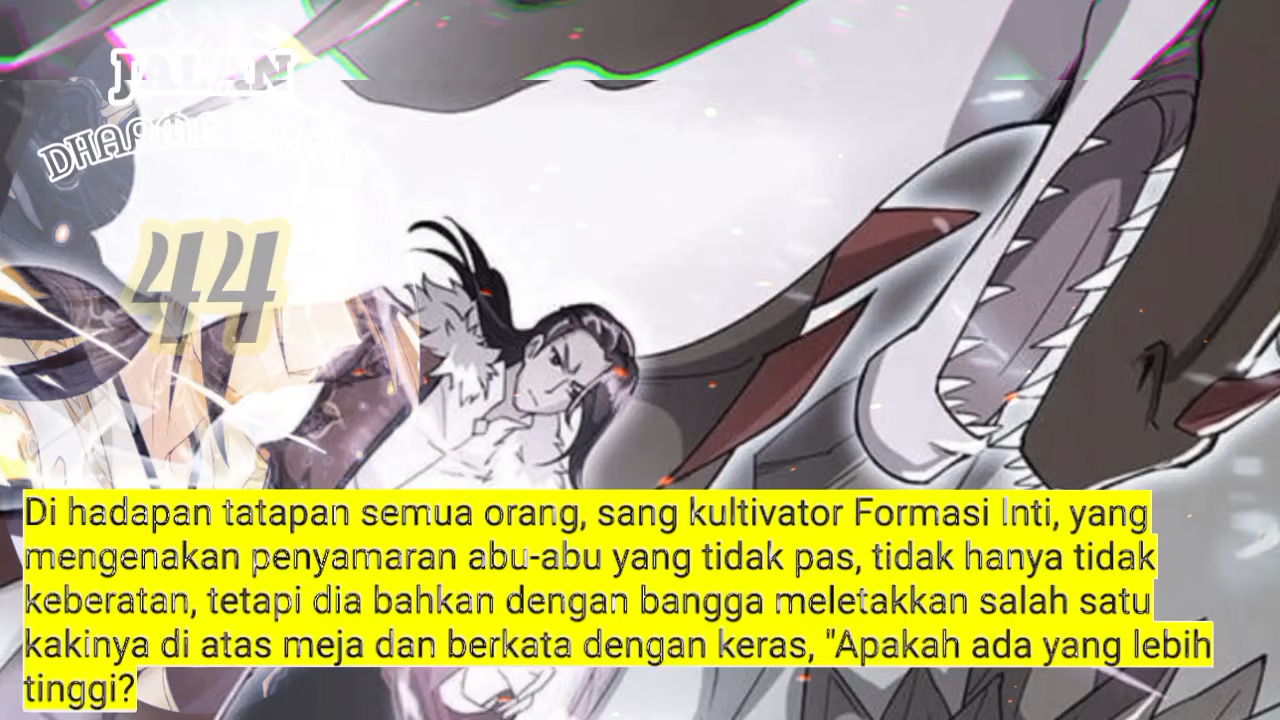 JALAN
44
Di hadapan tatapan semua orang, sang kultivator Formasi Inti, yang
mengenakan penyamaran abu-abu yang tidak pas, tidak hanya tidak
keberatan, tetapi dia bahkan dengan bangga meletakkan salah satu
kakinya di atas meja dan berkata dengan keras, "Apakah ada yang lebih
tinggi?